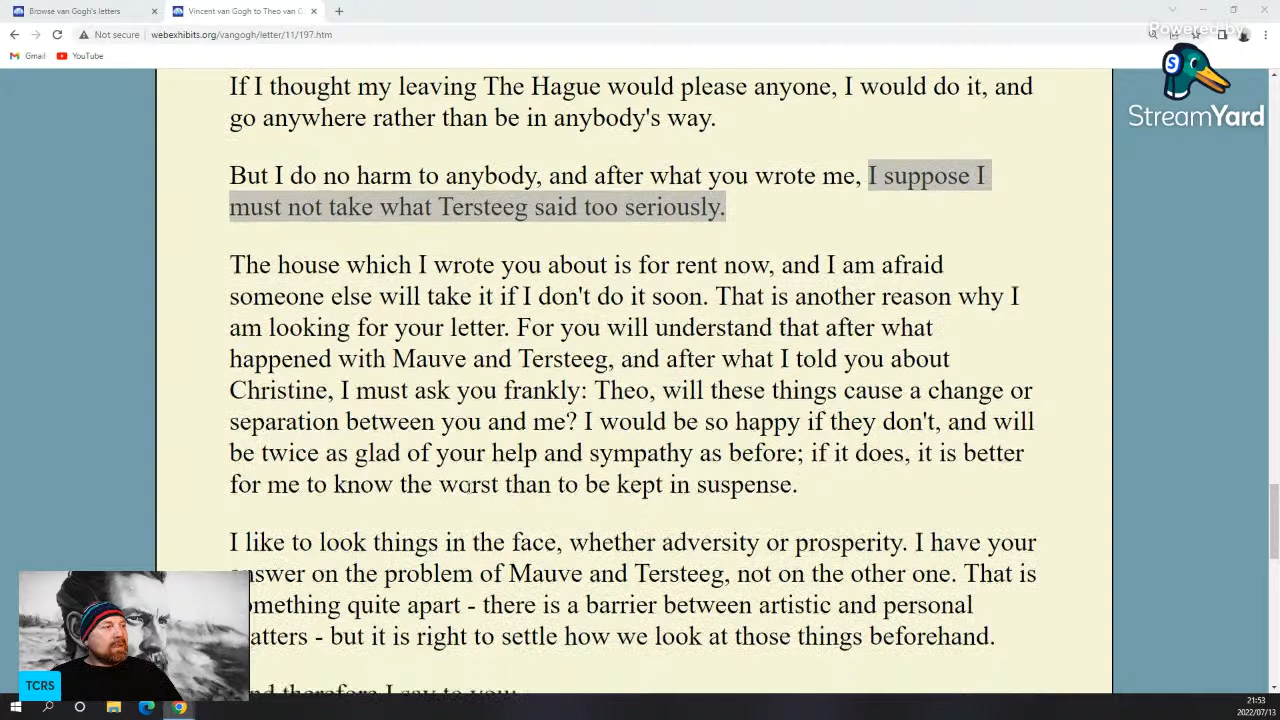 Browse van Gogh's letters
Vincent van Gogh to Theo van G
Powered by
Not secure
webexhibits.org/vangogh/letter/11/197.htm
Gmail
YouTube
S
StreamYard
If I thought my leaving The Hague would please anyone, I would do it, and
go anywhere rather than be in anybody's way.
But I do no harm to anybody, and after what you wrote me, I suppose I
must not take what Tersteeg said too seriously.
The house which I wrote you about is for rent now, and I am afraid
someone else will take it if I don't do it soon. That is another reason why I
am looking for your letter. For you will understand that after what
happened with Mauve and Tersteeg, and after what I told you about
Christine, I must ask you frankly: Theo, will these things cause a change or
separation between you and me? I would be so happy if they don't, and will
be twice as glad of your help and sympathy as before; if it does, it is better
for me to know the worst than to be kept in suspense.
I like to look things in the face, whether adversity or prosperity. I have your
answer on the problem of Mauve and Tersteeg, not on the other one. That is
omething quite apart - there is a barrier between artistic and personal
atters - but it is right to settle how we look at those things beforehand.
nd therefore I say to you:
TCRS
21:53
2022/07/13